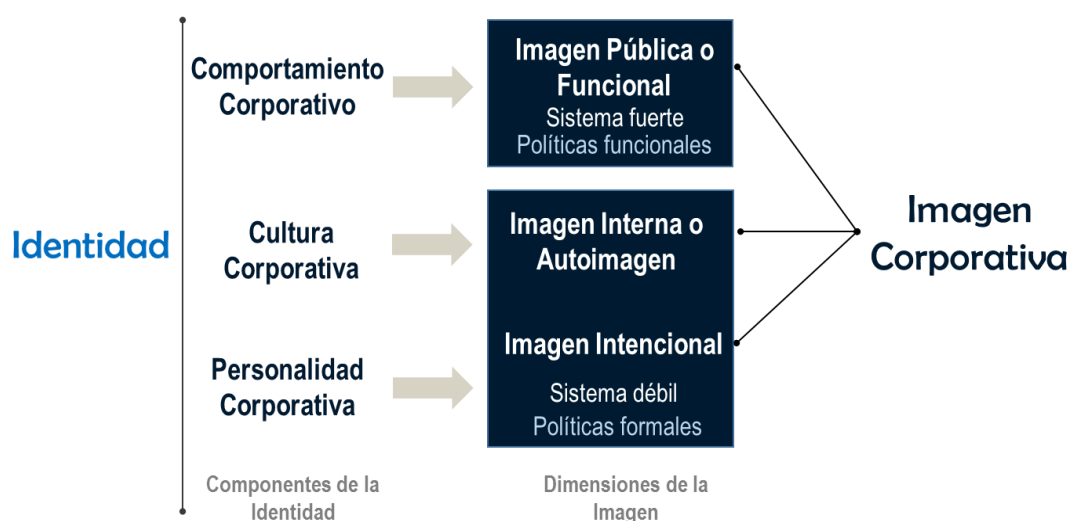 Identidad
Comportamiento
Corporativo
Cultura
Corporativa
Personalidad
Corporativa
Componentes de la
Identidad
Imagen Pública o
Funcional
Sistema fuerte
Políticas funcionales
Imagen Interna o
Autoimagen
Imagen Intencional
Sistema débil
Políticas formales
Dimensiones de la
Imagen
Imagen
Corporativa